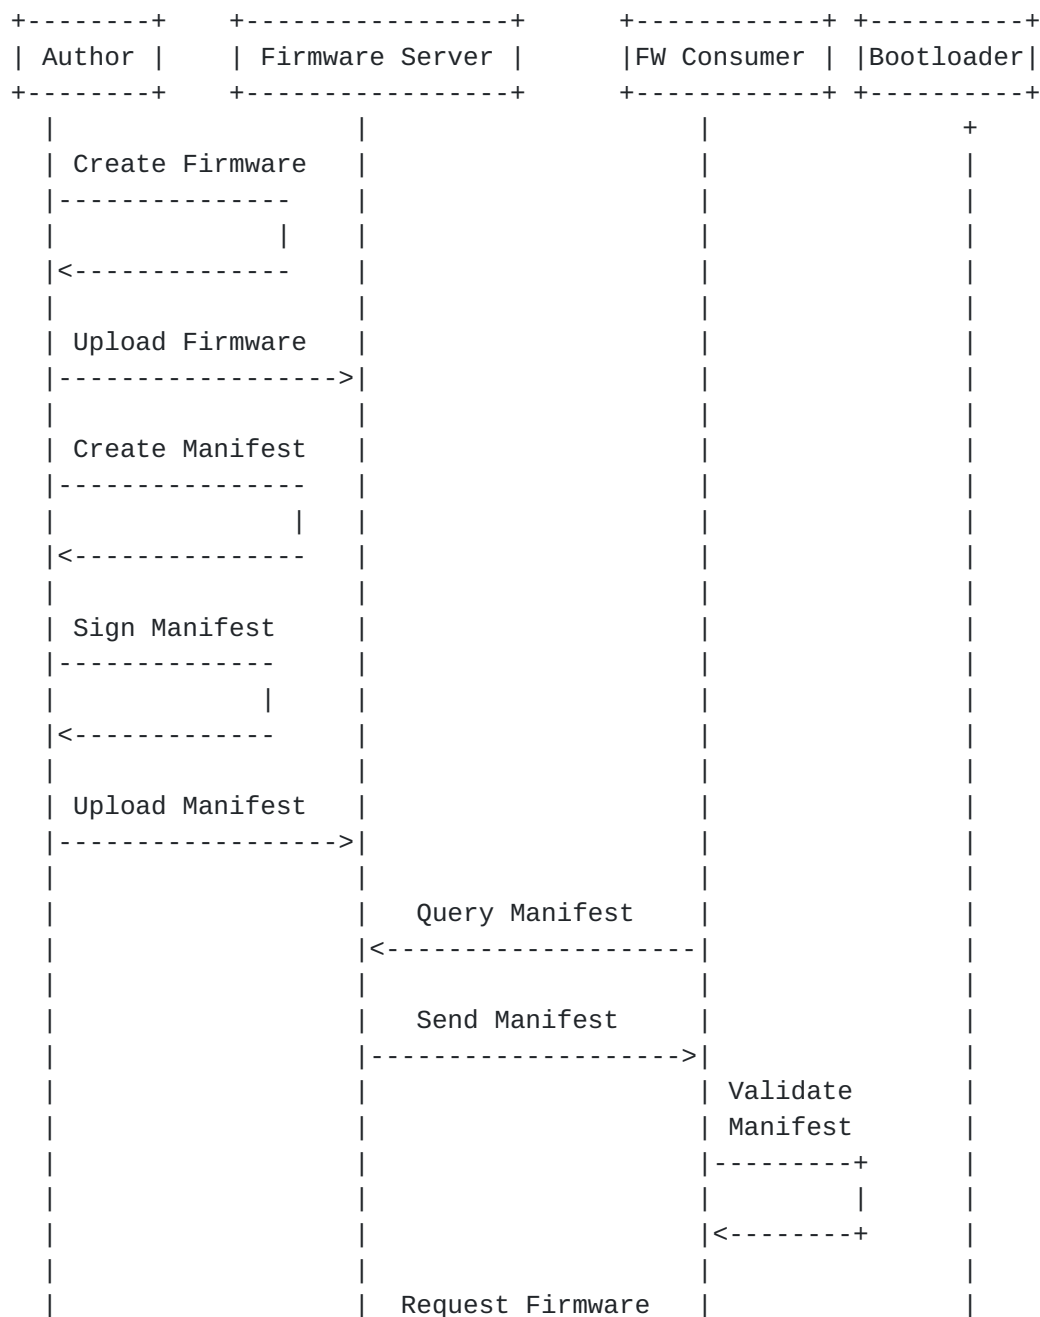 +--------+    +-----------------+      +------------+ +----------+
| Author |    | Firmware Server |      |FW Consumer | |Bootloader|
+--------+    +-----------------+      +------------+ +----------+
  |                   |                     |                +
  | Create Firmware   |                     |                |
  |---------------    |                     |                |
  |              |    |                     |                |
  |<--------------    |                     |                |
  |                   |                     |                |
  | Upload Firmware   |                     |                |
  |------------------>|                     |                |
  |                   |                     |                |
  | Create Manifest   |                     |                |
  |----------------   |                     |                |
  |               |   |                     |                |
  |<---------------   |                     |                |
  |                   |                     |                |
  | Sign Manifest     |                     |                |
  |--------------     |                     |                |
  |             |     |                     |                |
  |<-------------     |                     |                |
  |                   |                     |                |
  | Upload Manifest   |                     |                |
  |------------------>|                     |                |
  |                   |                     |                |
  |                   |   Query Manifest    |                |
  |                   |<--------------------|                |
  |                   |                     |                |
  |                   |   Send Manifest     |                |
  |                   |-------------------->|                |
  |                   |                     | Validate       |
  |                   |                     | Manifest       |
  |                   |                     |---------+      |
  |                   |                     |         |      |
  |                   |                     |<--------+      |
  |                   |                     |                |
  |                   |  Request Firmware   |                |